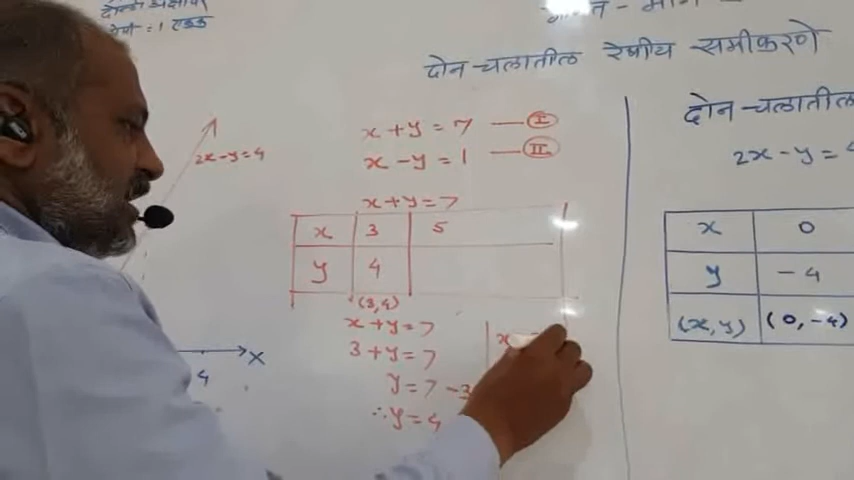 दोन चलातील रेषीय समीकरणे
2x-y=4
X
4
x+y=7 — I
x-y=1 — II
x+y=7
x 3 5
y 4
(3,4)
x+y=7
3+y=7
y=7-3
∴y=4
x
दोन-चलातील
2x-y=
x 0
y -4
(x,y) (0,-4)